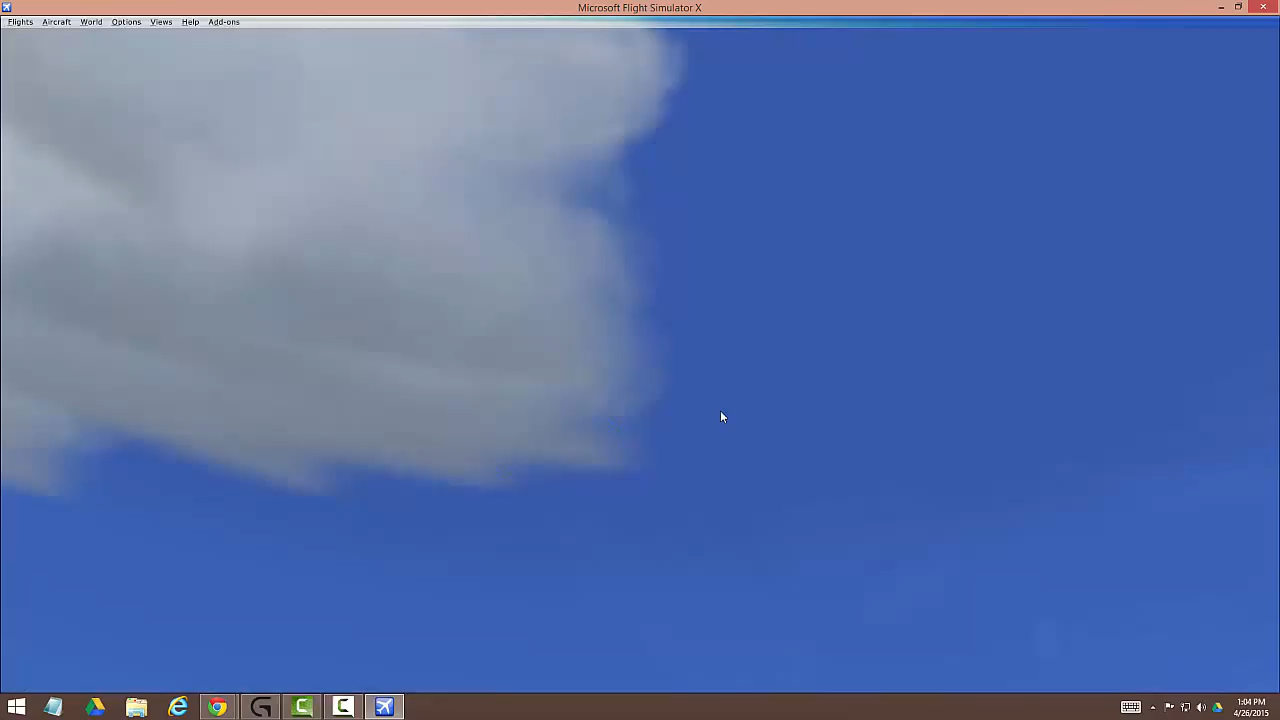 Microsoft Flight Simulator X
Flights Aircraft World Options Views Help Add-ons
1:04 PM
4/26/2015